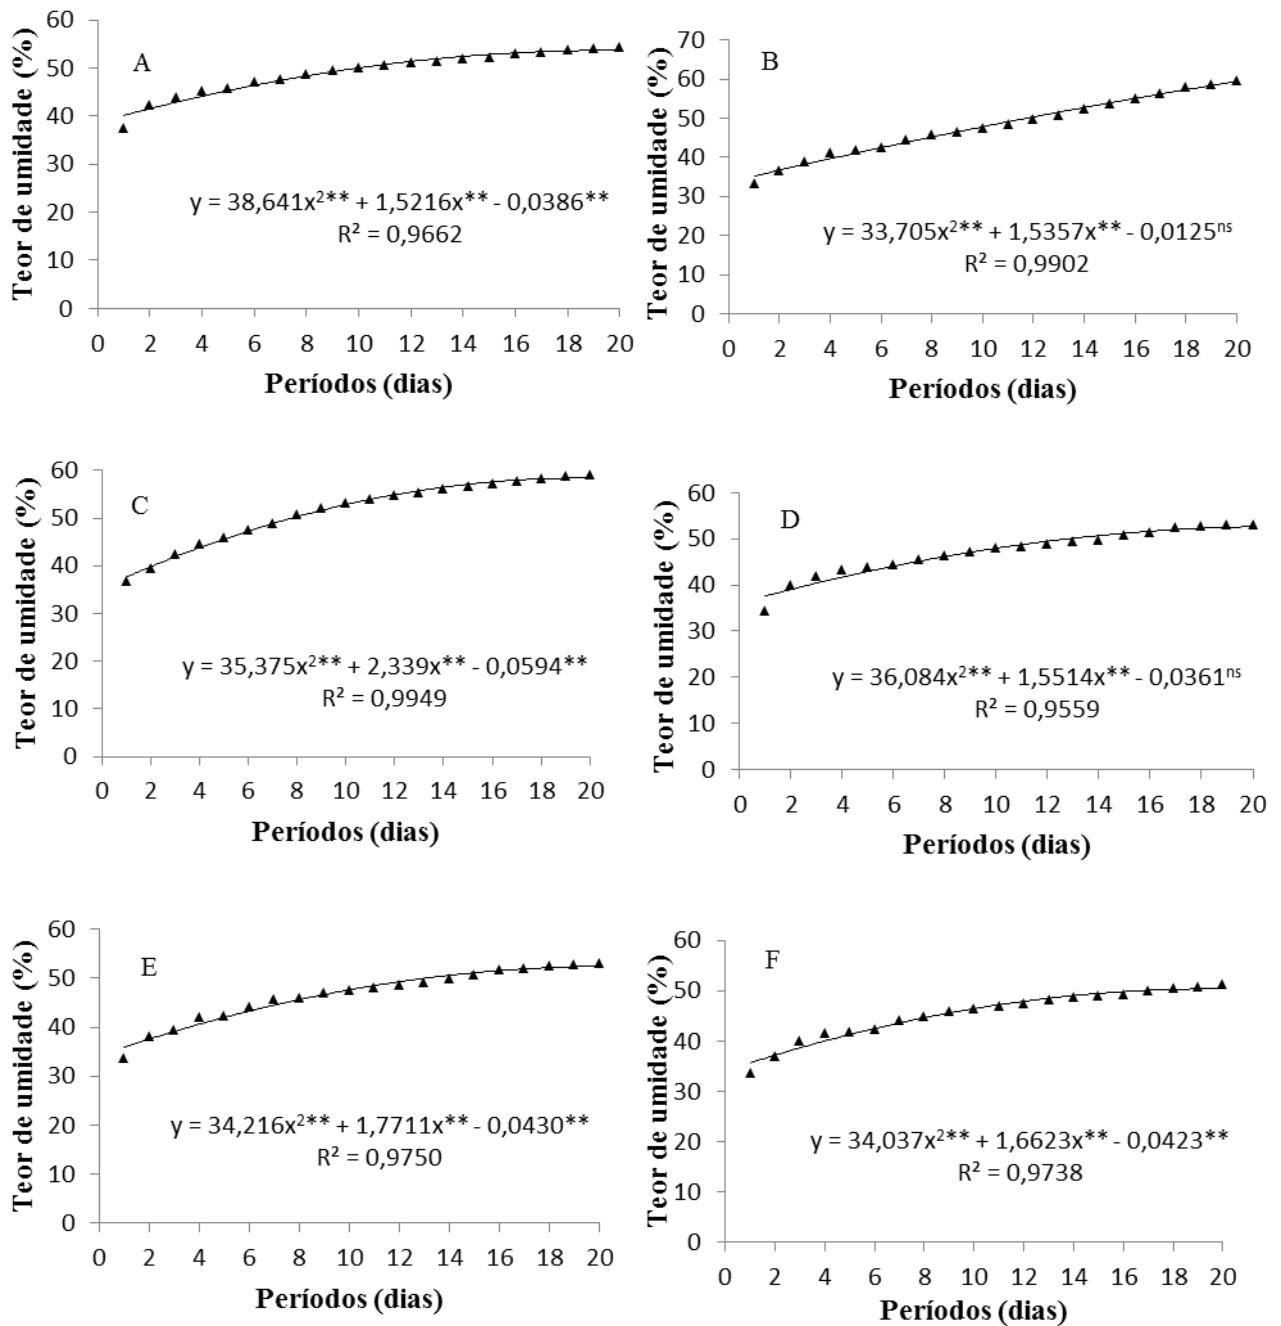 A
Teor de umidade (%)
60
50
40
30
20
10
0
y = 38,641x²** + 1,5216x** - 0,0386**
R² = 0,9662
0 2 4 6 8 10 12 14 16 18 20
Períodos (dias)
B
Teor de umidade (%)
70
60
50
40
30
20
10
0
y = 33,705x²** + 1,5357x** - 0,0125ⁿˢ
R² = 0,9902
0 2 4 6 8 10 12 14 16 18 20
Períodos (dias)
C
Teor de umidade (%)
60
50
40
30
20
10
0
y = 35,375x²** + 2,339x** - 0,0594**
R² = 0,9949
0 2 4 6 8 10 12 14 16 18 20
Períodos (dias)
D
Teor de umidade (%)
60
50
40
30
20
10
0
y = 36,084x²** + 1,5514x** - 0,0361ⁿˢ
R² = 0,9559
0 2 4 6 8 10 12 14 16 18 20
Períodos (dias)
E
Teor de umidade (%)
60
50
40
30
20
10
0
y = 34,216x²** + 1,7711x** - 0,0430**
R² = 0,9750
0 2 4 6 8 10 12 14 16 18 20
Períodos (dias)
F
Teor de umidade (%)
60
50
40
30
20
10
0
y = 34,037x²** + 1,6623x** - 0,0423**
R² = 0,9738
0 2 4 6 8 10 12 14 16 18 20
Períodos (dias)